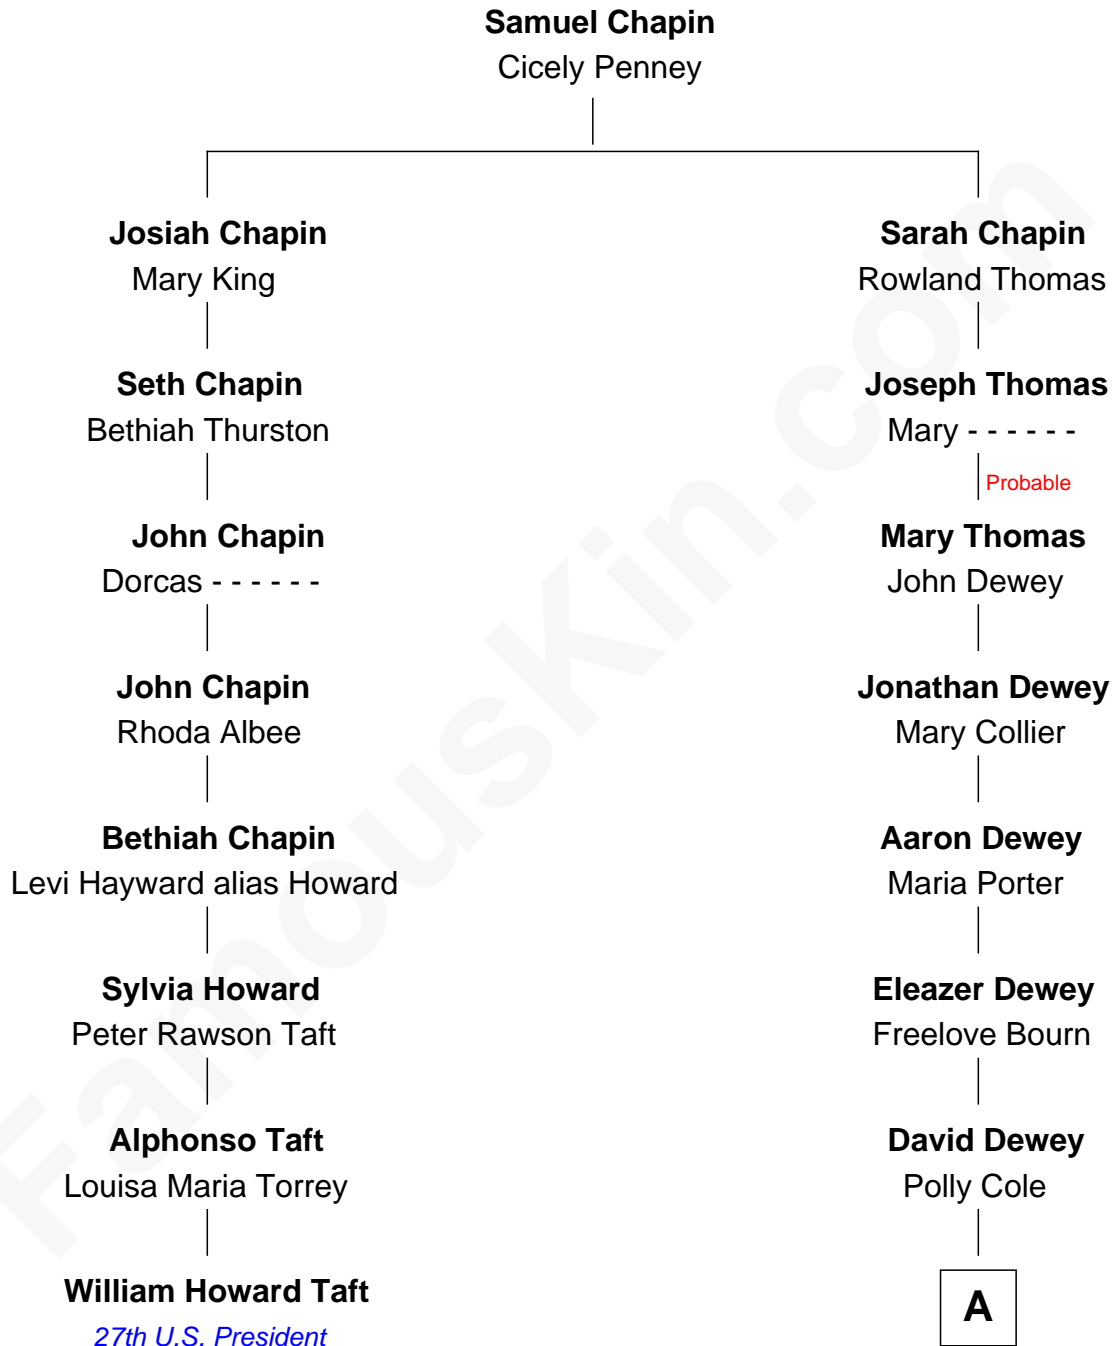 Samuel Chapin
Cicely Penney
Josiah Chapin
Mary King
Sarah Chapin
Rowland Thomas
Seth Chapin
Bethiah Thurston
Joseph Thomas
Mary - - - - - -
Probable
John Chapin
Dorcas - - - - - -
Mary Thomas
John Dewey
John Chapin
Rhoda Albee
Jonathan Dewey
Mary Collier
Bethiah Chapin
Levi Hayward alias Howard
Aaron Dewey
Maria Porter
Sylvia Howard
Peter Rawson Taft
Eleazer Dewey
Freelove Bourn
Alphonso Taft
Louisa Maria Torrey
David Dewey
Polly Cole
William Howard Taft
27th U.S. President
A
FamousKin.com